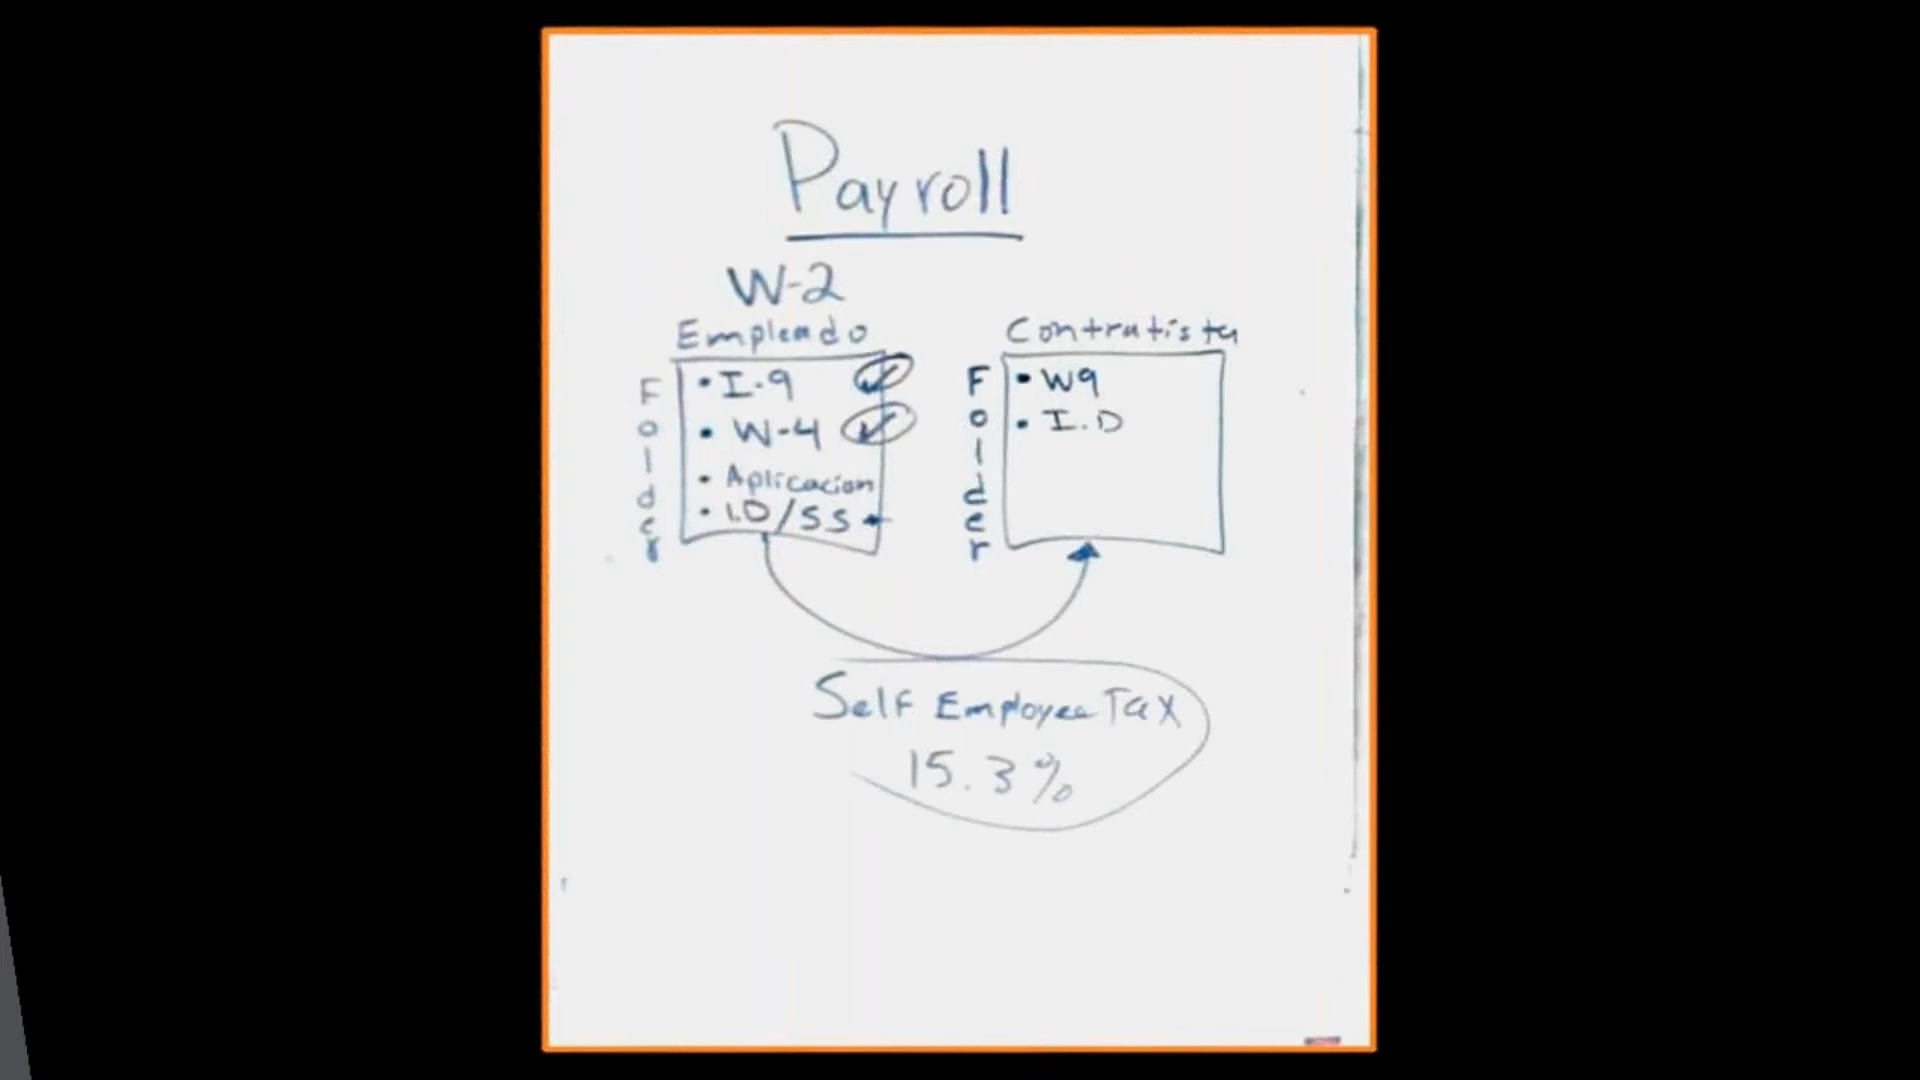 Payroll
W-2
Empleado
Folder
• I-9
• W-4
• Aplicacion
• I.D/SS
Contratista
Folder
• W9
• I.D
Self Employee Tax
15.3%